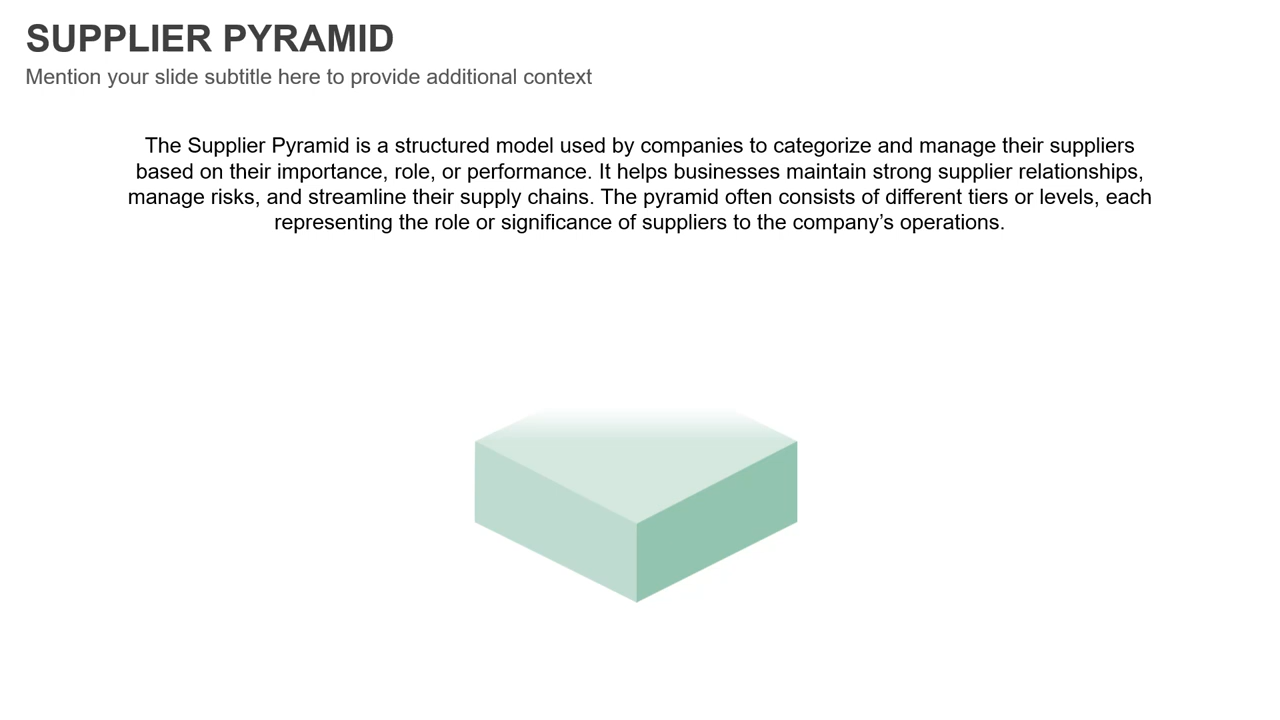 SUPPLIER PYRAMID
Mention your slide subtitle here to provide additional context
The Supplier Pyramid is a structured model used by companies to categorize and manage their suppliers
based on their importance, role, or performance. It helps businesses maintain strong supplier relationships,
manage risks, and streamline their supply chains. The pyramid often consists of different tiers or levels, each
representing the role or significance of suppliers to the company’s operations.